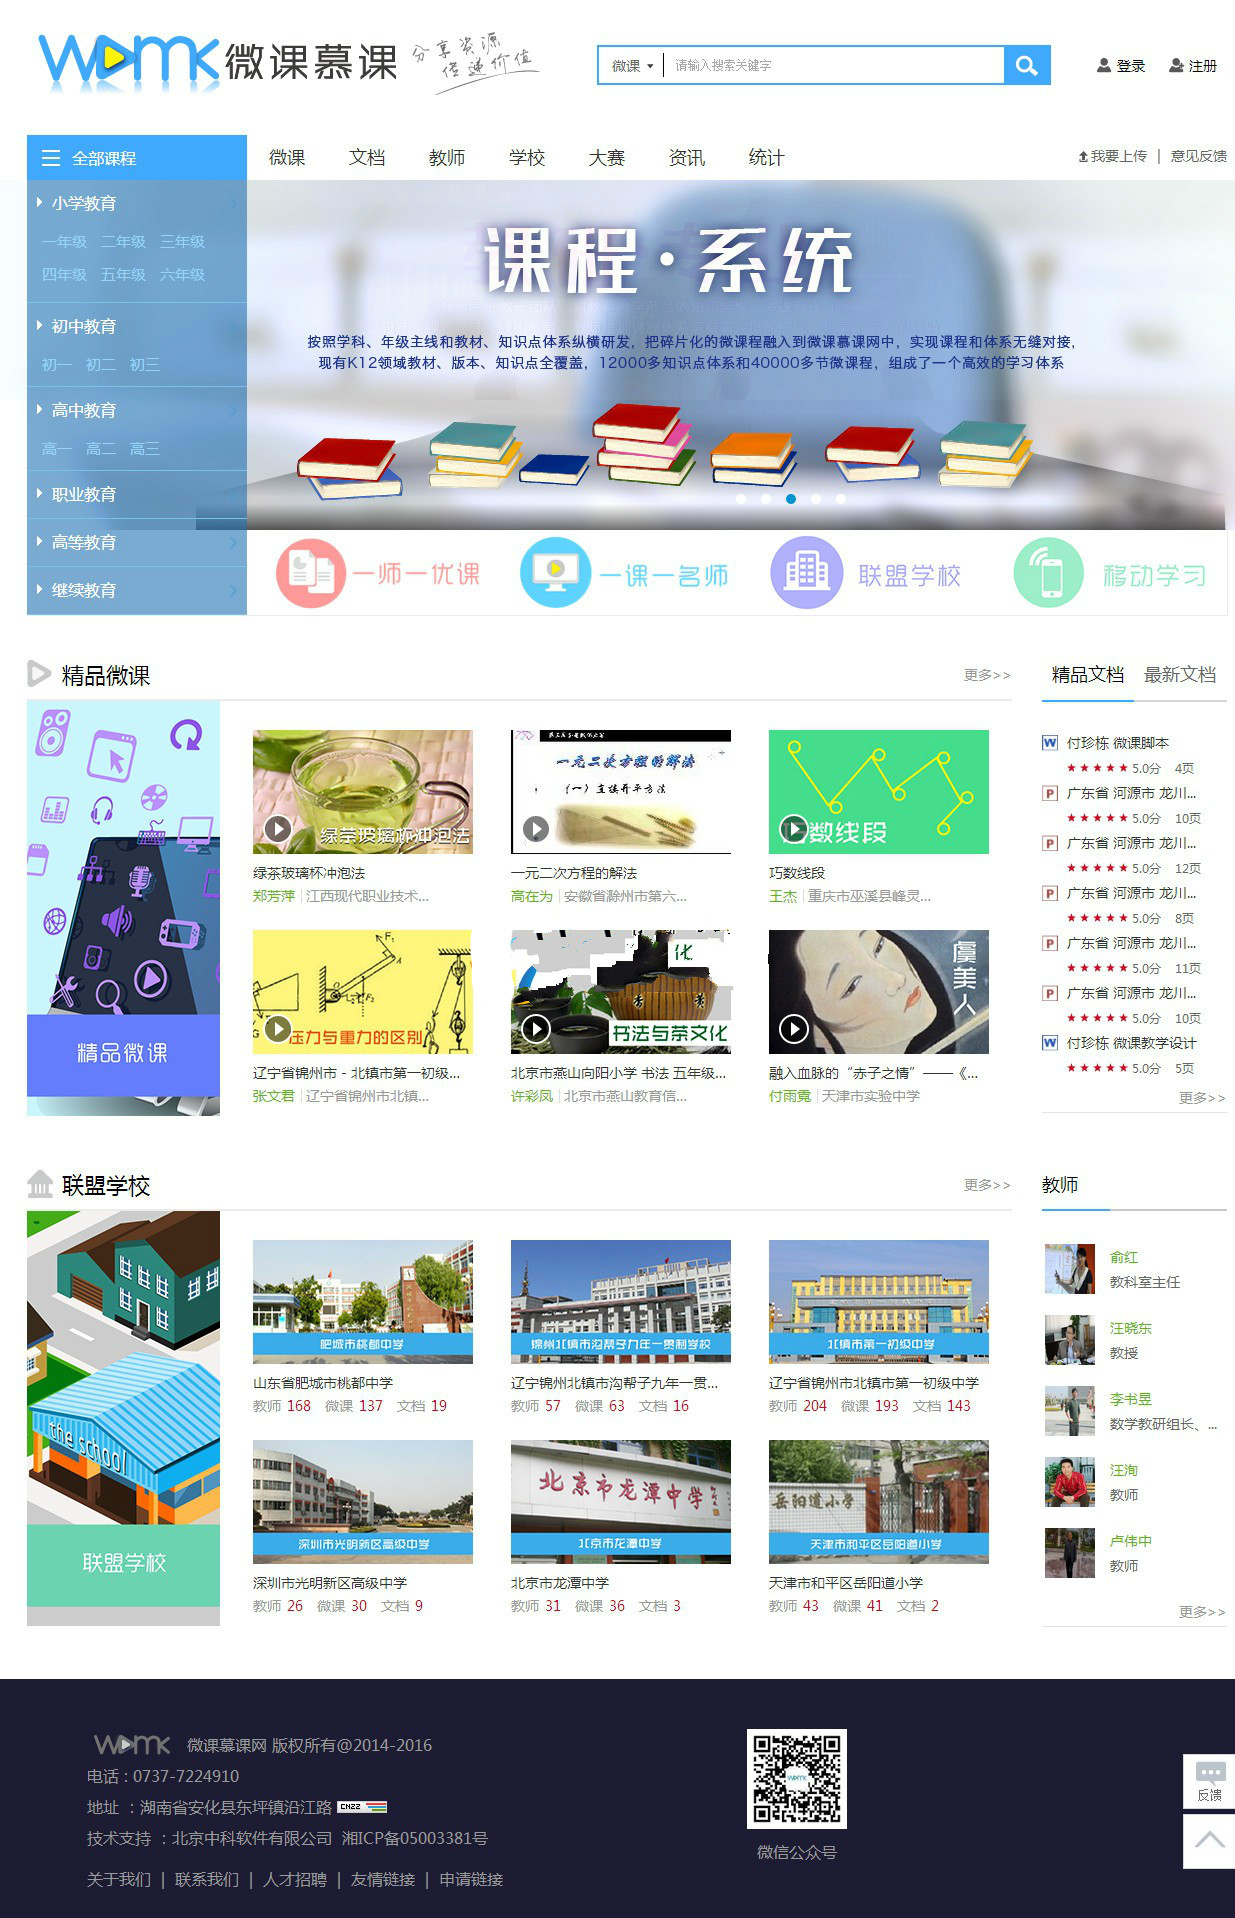 WDMK 微课慕课 分享资源
传递价值
微课 请输入搜索关键字
登录 注册
全部课程 微课 文档 教师 学校 大赛 资讯 统计 我要上传 | 意见反馈
小学教育
一年级 二年级 三年级
四年级 五年级 六年级
初中教育
初一 初二 初三
高中教育
高一 高二 高三
职业教育
高等教育
继续教育
课程·系统
按照学科、年级主线和教材、知识点体系纵横研发，把碎片化的微课程融入到微课慕课网中，实现课程和体系无缝对接，
现有K12领域教材、版本、知识点全覆盖，12000多知识点体系和40000多节微课程，组成了一个高效的学习体系
一师一优课 一课一名师 联盟学校 移动学习
精品微课 更多>>
精品微课
绿茶玻璃杯冲泡法
绿茶玻璃杯冲泡法
郑芳萍 | 江西现代职业技术...
一元二次方程的解法
(一) 直接开平方法
一元二次方程的解法
高在为 | 安徽省滁州市第六...
巧数线段
巧数线段
王杰 | 重庆市巫溪县峰灵...
压力与重力的区别
辽宁省锦州市 - 北镇市第一初级...
张文君 | 辽宁省锦州市北镇...
化
书法与茶文化
北京市燕山向阳小学 书法 五年级...
许彩凤 | 北京市燕山教育信...
虞美人
融入血脉的“赤子之情”——《...
付雨霓 | 天津市实验中学
精品文档 最新文档
付珍栋 微课脚本
★★★★★ 5.0分 4页
广东省 河源市 龙川...
★★★★★ 5.0分 10页
广东省 河源市 龙川...
★★★★★ 5.0分 12页
广东省 河源市 龙川...
★★★★★ 5.0分 8页
广东省 河源市 龙川...
★★★★★ 5.0分 11页
广东省 河源市 龙川...
★★★★★ 5.0分 10页
付珍栋 微课教学设计
★★★★★ 5.0分 5页
更多>>
联盟学校 更多>>
the school
联盟学校
肥城市桃都中学
山东省肥城市桃都中学
教师 168 微课 137 文档 19
锦州北镇市沟帮子九年一贯制学校
辽宁锦州北镇市沟帮子九年一贯...
教师 57 微课 63 文档 16
北镇市第一初级中学
辽宁省锦州市北镇市第一初级中学
教师 204 微课 193 文档 143
深圳市光明新区高级中学
深圳市光明新区高级中学
教师 26 微课 30 文档 9
北京市龙潭中学
北京市龙潭中学
北京市龙潭中学
教师 31 微课 36 文档 3
岳阳道小学
天津市和平区岳阳道小学
天津市和平区岳阳道小学
教师 43 微课 41 文档 2
教师
俞红
教科室主任
汪晓东
教授
李书昱
数学教研组长、...
汪洵
教师
卢伟中
教师
更多>>
WDMK 微课慕课网 版权所有@2014-2016
电话：0737-7224910
地址 ：湖南省安化县东坪镇沿江路 CNZZ
技术支持 ：北京中科软件有限公司 湘ICP备05003381号
关于我们 | 联系我们 | 人才招聘 | 友情链接 | 申请链接
微信公众号
反馈